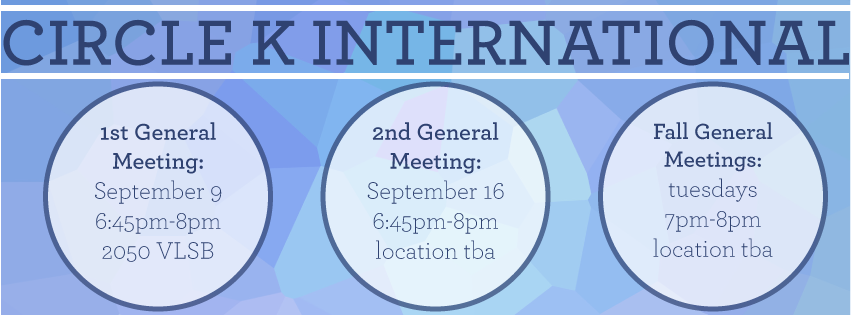 CIRCLE K INTERNATIONAL
1st General
Meeting:
September 9
6:45pm-8pm
2050 VLSB
2nd General
Meeting:
September 16
6:45pm-8pm
location tba
Fall General
Meetings:
tuesdays
7pm-8pm
location tba